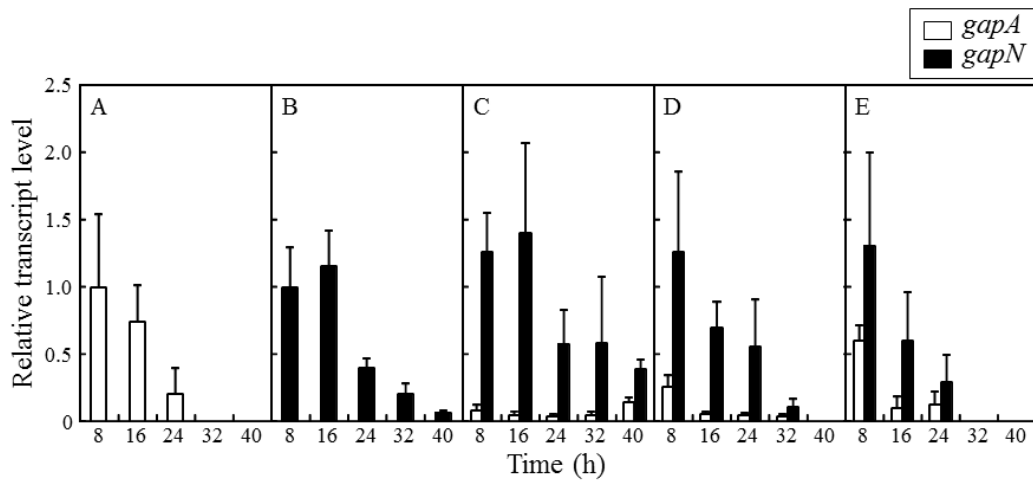 gapA
gapN
Relative transcript level
2.5
2.0
1.5
1.0
0.5
0
A
B
C
D
E
8 16 24 32 40 8 16 24 32 40 8 16 24 32 40 8 16 24 32 40 8 16 24 32 40
Time (h)